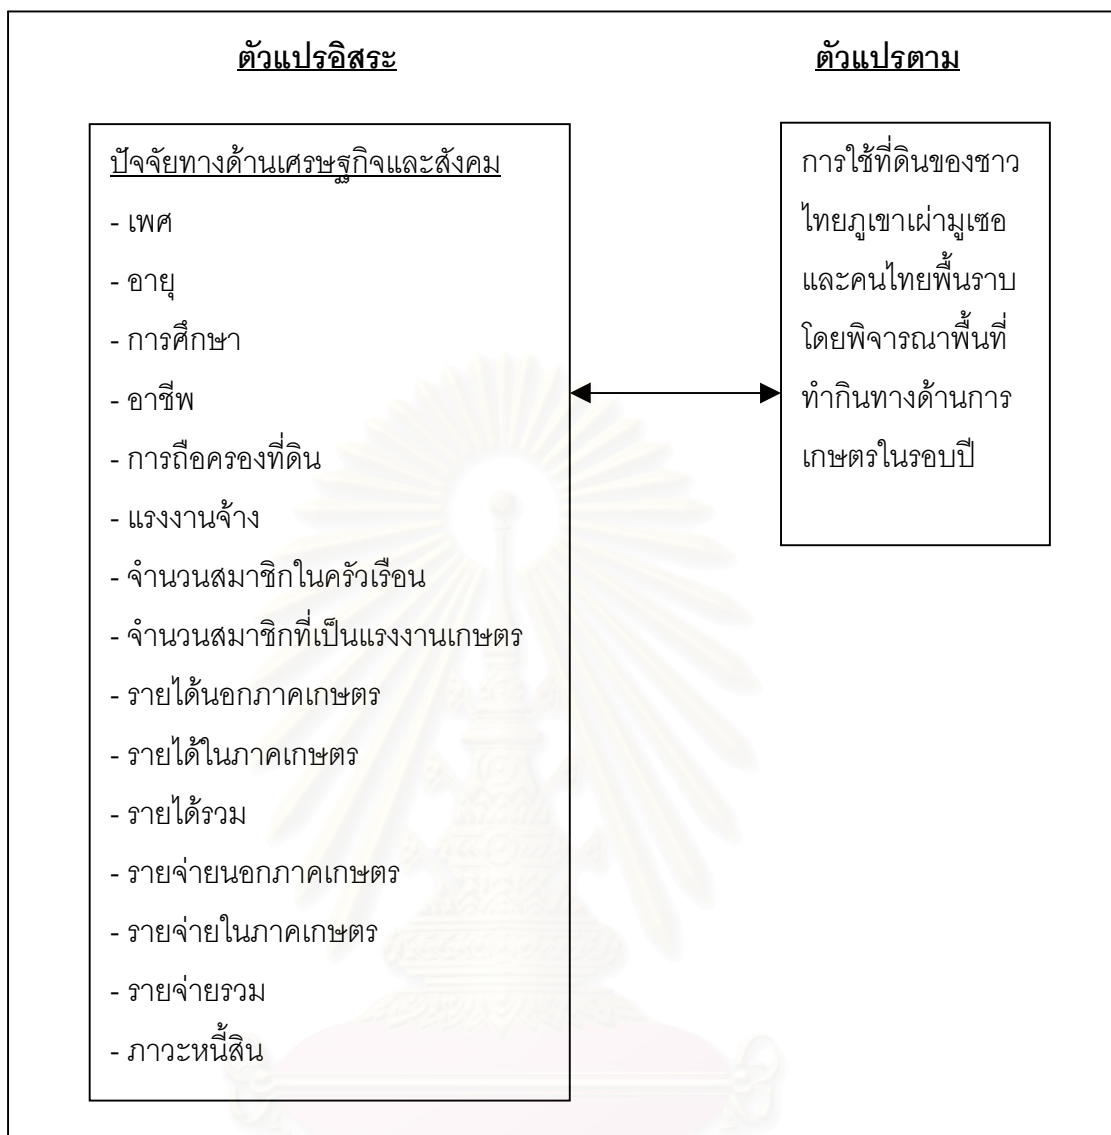 ตัวแปรอิสระ
ตัวแปรตาม
ปัจจัยทางด้านเศรษฐกิจและสังคม
- เพศ
- อายุ
- การศึกษา
- อาชีพ
- การถือครองที่ดิน
- แรงงานจ้าง
- จำนวนสมาชิกในครัวเรือน
- จำนวนสมาชิกที่เป็นแรงงานเกษตร
- รายได้นอกภาคเกษตร
- รายได้ในภาคเกษตร
- รายได้รวม
- รายจ่ายนอกภาคเกษตร
- รายจ่ายในภาคเกษตร
- รายจ่ายรวม
- ภาวะหนี้สิน
การใช้ที่ดินของชาว
ไทยภูเขาเผ่ามูเซอ
และคนไทยพื้นราบ
โดยพิจารณาพื้นที่
ทำกินทางด้านการ
เกษตรในรอบปี